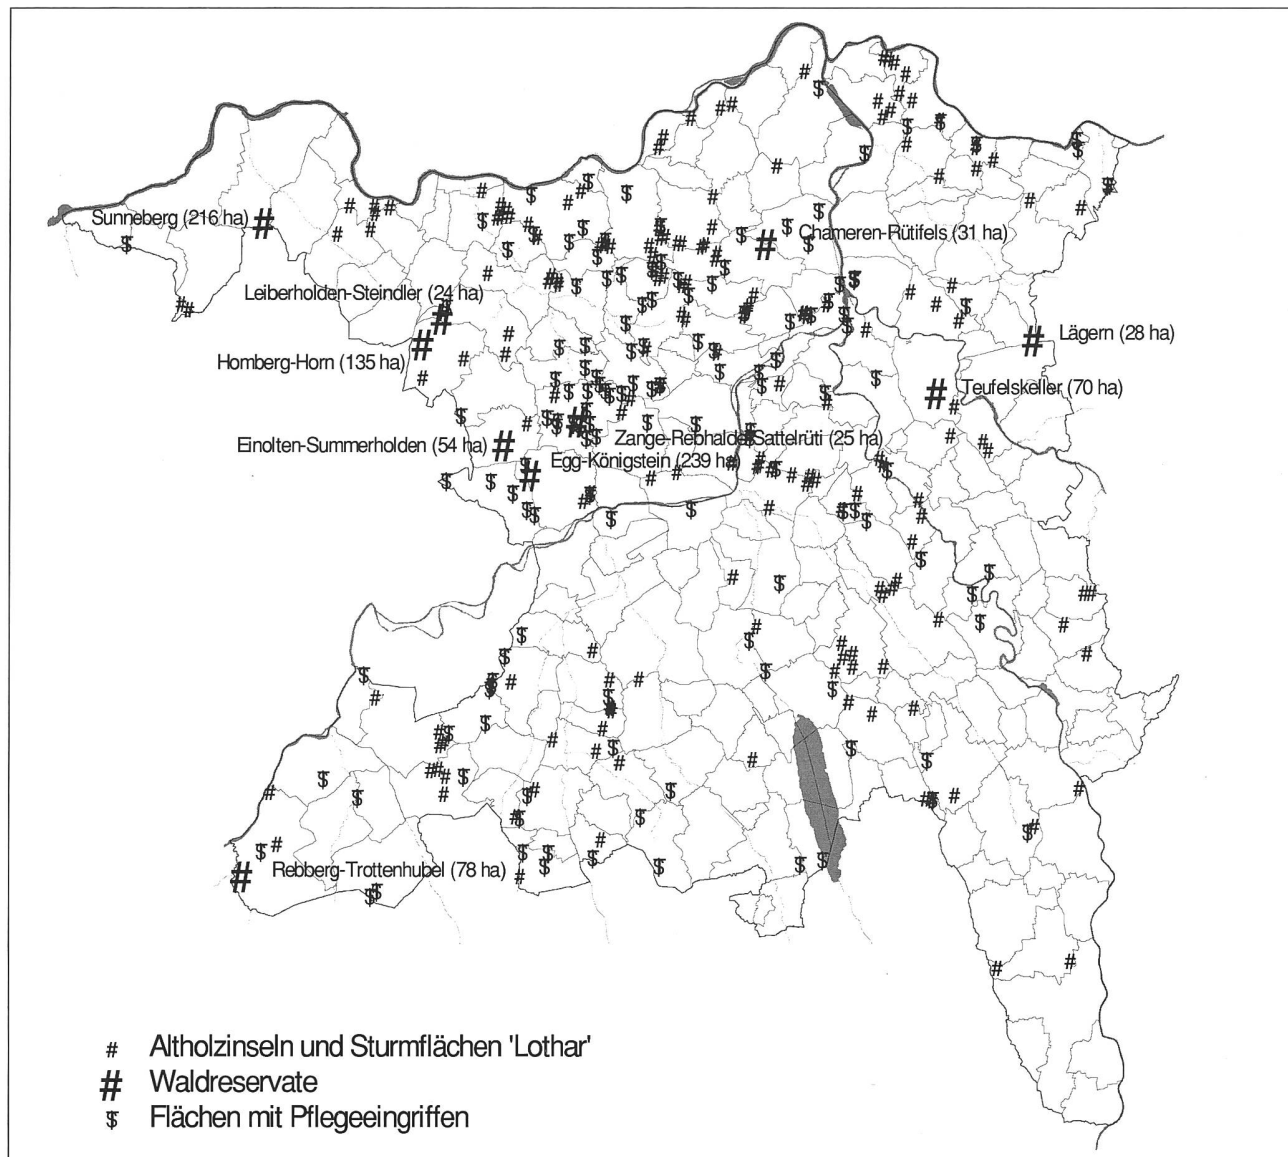 Sunneberg (216 ha)
Chameren-Rütifels (31 ha)
Leiberholden-Steindler (24 ha)
Lägern (28 ha)
Homberg-Horn (135 ha)
Teufelskeller (70 ha)
Einolten-Summerholden (54 ha)
Zange-Rebhalde-Sattelrüti (25 ha)
Egg-Königstein (239 ha)
Rebberg-Trottenhubel (78 ha)
# Altholzinseln und Sturmflächen 'Lothar'
# Waldreservate
$ Flächen mit Pflegeeingriffen